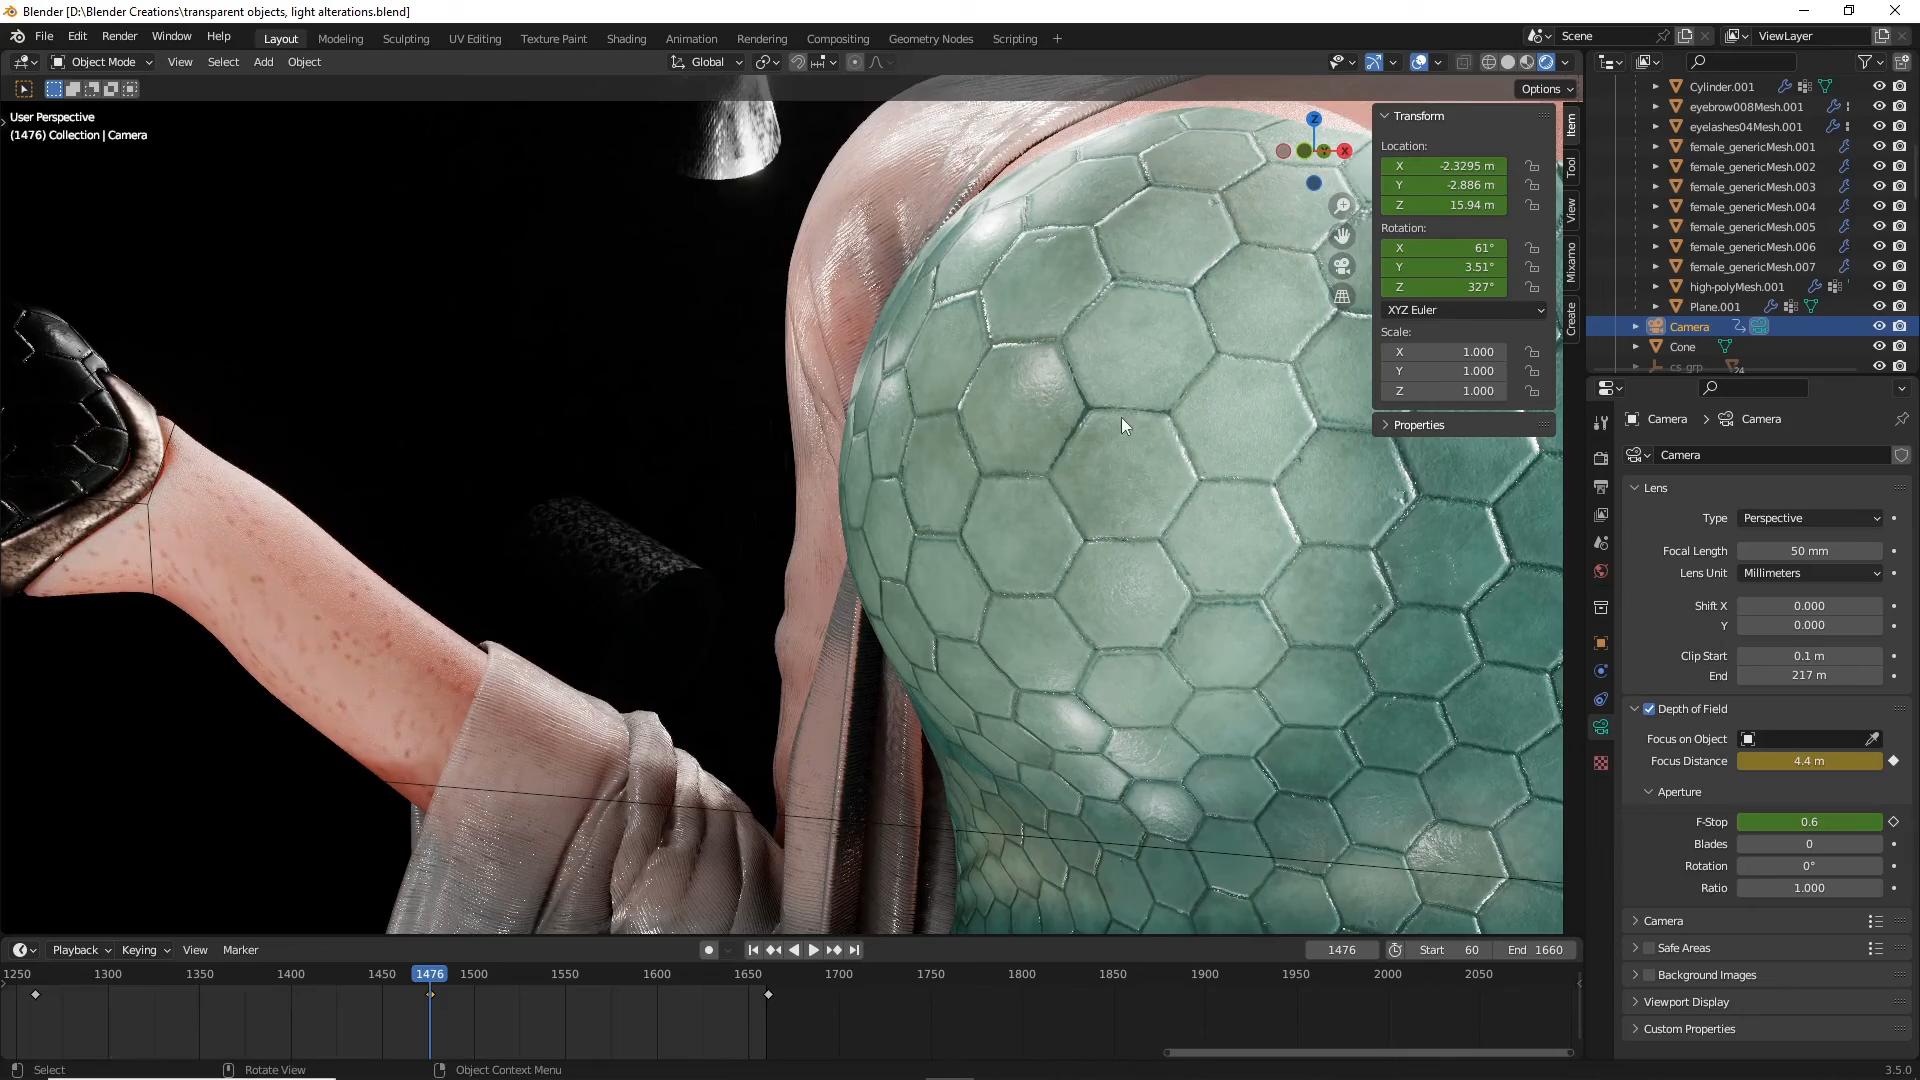 Blender [D:\Blender Creations\transparent objects, light alterations.blend]
File Edit Render Window Help Layout Modeling Sculpting UV Editing Texture Paint Shading Animation Rendering Compositing Geometry Nodes Scripting + Scene ViewLayer
Object Mode View Select Add Object Global
Options
User Perspective
(1476) Collection | Camera
Transform
Location:
X -2.3295 m
Y -2.886 m
Z 15.94 m
Rotation:
X 61°
Y 3.51°
Z 327°
XYZ Euler
Scale:
X 1.000
Y 1.000
Z 1.000
Properties
Z
Y
X
Item
Tool
View
Mixamo
Create
Cylinder.001
eyebrow008Mesh.001
eyelashes04Mesh.001
female_genericMesh.001
female_genericMesh.002
female_genericMesh.003
female_genericMesh.004
female_genericMesh.005
female_genericMesh.006
female_genericMesh.007
high-polyMesh.001
Plane.001
Camera
Cone
cs_grp 24
Camera > Camera
Camera
Lens
Type Perspective
Focal Length 50 mm
Lens Unit Millimeters
Shift X 0.000
Y 0.000
Clip Start 0.1 m
End 217 m
Depth of Field
Focus on Object
Focus Distance 4.4 m
Aperture
F-Stop 0.6
Blades 0
Rotation 0°
Ratio 1.000
Camera
Safe Areas
Background Images
Viewport Display
Custom Properties
Playback Keying View Marker 1476 Start 60 End 1660
1250 1300 1350 1400 1450 1476 1500 1550 1600 1650 1700 1750 1800 1850 1900 1950 2000 2050
Select Rotate View Object Context Menu 3.5.0